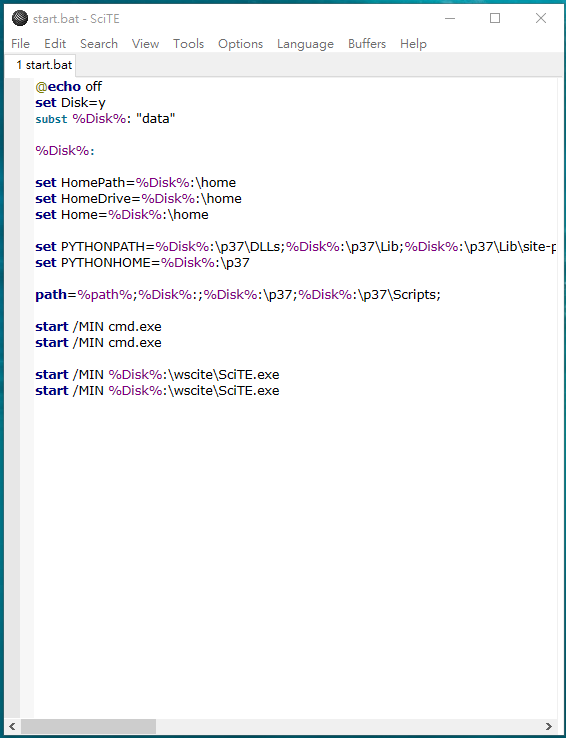 start.bat - SciTE
File Edit Search View Tools Options Language Buffers Help
1 start.bat
@echo off
set Disk=y
subst %Disk%: "data"
%Disk%:
set HomePath=%Disk%:\home
set HomeDrive=%Disk%:\home
set Home=%Disk%:\home
set PYTHONPATH=%Disk%:\p37\DLLs;%Disk%:\p37\Lib;%Disk%:\p37\Lib\site-p
set PYTHONHOME=%Disk%:\p37
path=%path%;%Disk%:;%Disk%:\p37;%Disk%:\p37\Scripts;
start /MIN cmd.exe
start /MIN cmd.exe
start /MIN %Disk%:\wscite\SciTE.exe
start /MIN %Disk%:\wscite\SciTE.exe